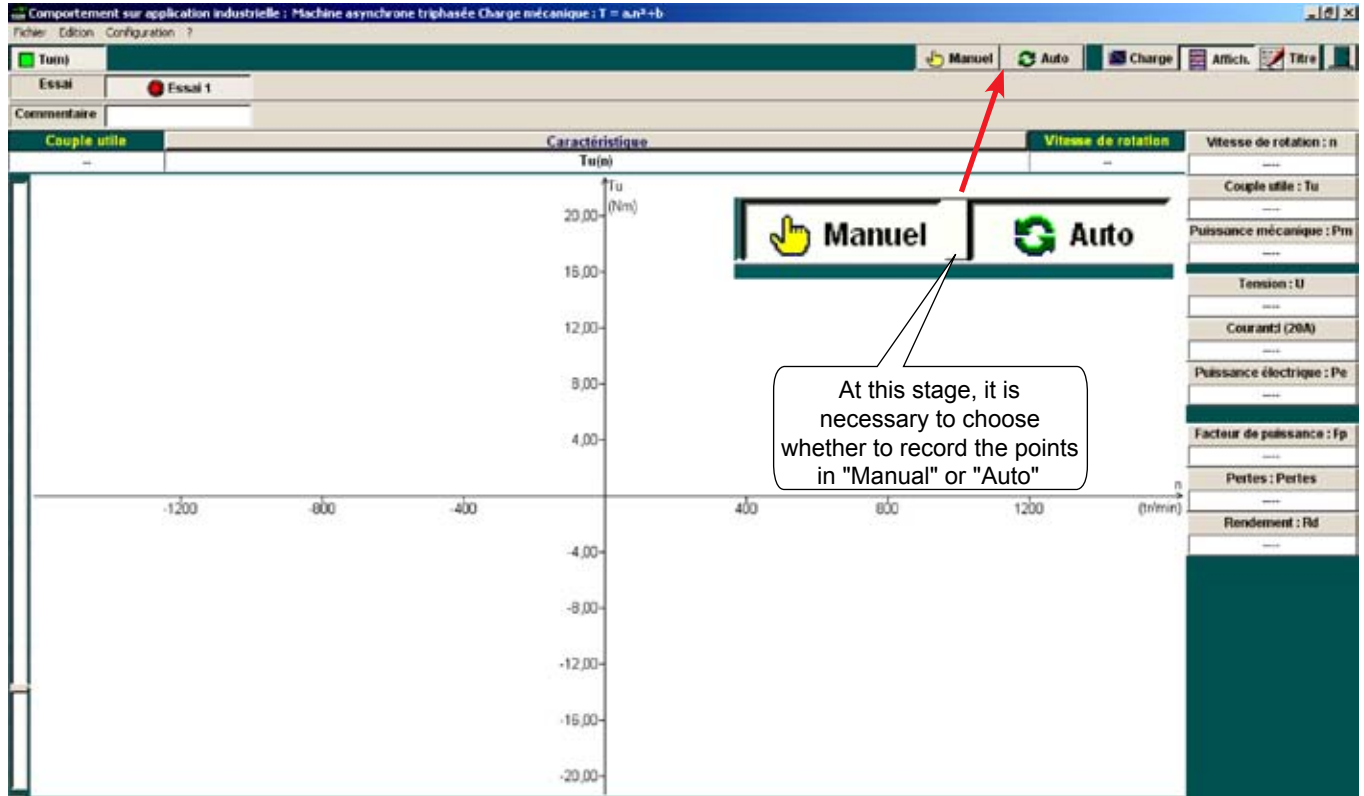 Comportement sur application industrielle : Machine asynchrone triphasée Charge mécanique : T = a.n²+b
Fichier Edition Configuration ?
Tu(n) Manuel Auto Charge Affich. Titre
Essai Essai 1
Commentaire
Couple utile Caractéristique Vitesse de rotation
-- Tu(n) --
Vitesse de rotation : n
----
Couple utile : Tu
----
Puissance mécanique : Pm
----
Tension : U
----
Courant:I (20A)
----
Puissance électrique : Pe
----
Facteur de puissance : Fp
----
Pertes : Pertes
----
Rendement : Rd
----
Tu
(Nm)
20,00
16,00
12,00
8,00
4,00
-1200 -800 -400 400 800 1200
n
(tr/min)
-4,00
-8,00
-12,00
-16,00
-20,00
Manuel Auto
At this stage, it is
necessary to choose
whether to record the points
in "Manual" or "Auto"